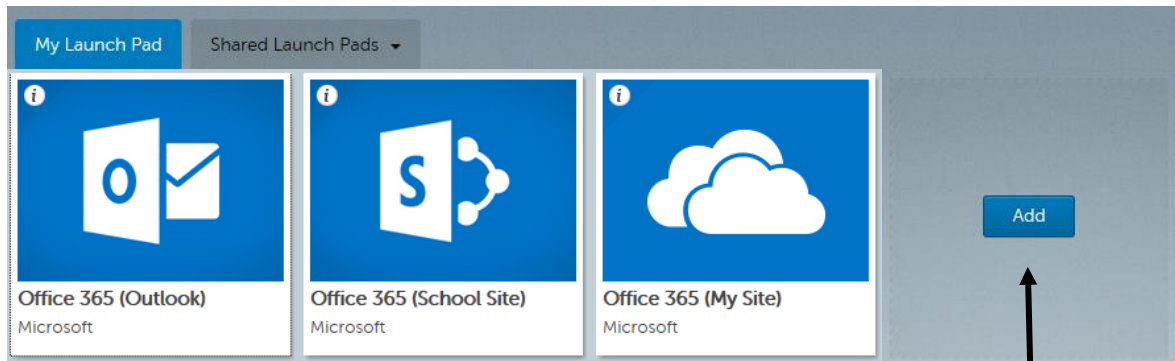 My Launch Pad Shared Launch Pads
i i i
O S
Add
Office 365 (Outlook) Office 365 (School Site) Office 365 (My Site)
Microsoft Microsoft Microsoft